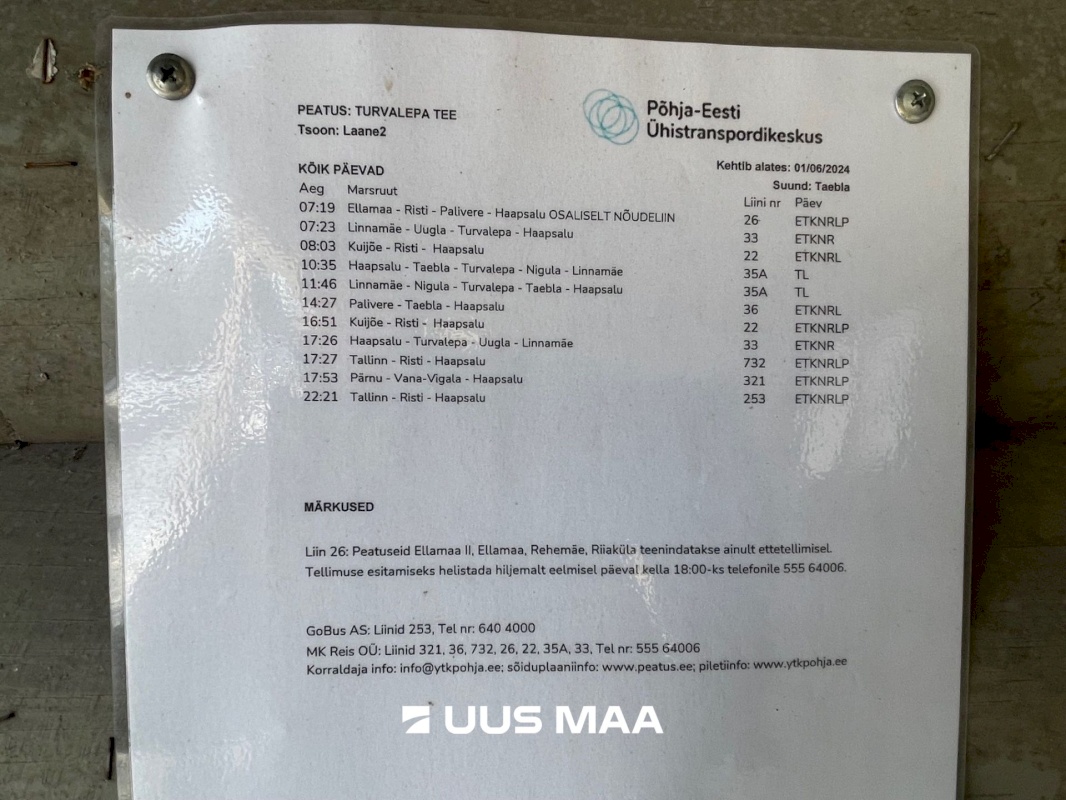 PEATUS: TURVALEPA TEE
Tsoon: Laane2
Põhja-Eesti
Ühistranspordikeskus
KÕIK PÄEVAD
Kehtib alates: 01/06/2024
Suund: Taebla
Aeg Marsruut Liini nr Päev
07:19 Ellamaa - Risti - Palivere - Haapsalu OSALISELT NÕUDELIIN 26 ETKNRLP
07:23 Linnamäe - Uugla - Turvalepa - Haapsalu 33 ETKNR
08:03 Kuijõe - Risti - Haapsalu 22 ETKNRL
10:35 Haapsalu - Taebla - Turvalepa - Nigula - Linnamäe 35A TL
11:46 Linnamäe - Nigula - Turvalepa - Taebla - Haapsalu 35A TL
14:27 Palivere - Taebla - Haapsalu 36 ETKNRL
16:51 Kuijõe - Risti - Haapsalu 22 ETKNRLP
17:26 Haapsalu - Turvalepa - Uugla - Linnamäe 33 ETKNR
17:27 Tallinn - Risti - Haapsalu 732 ETKNRLP
17:53 Pärnu - Vana-Vigala - Haapsalu 321 ETKNRLP
22:21 Tallinn - Risti - Haapsalu 253 ETKNRLP
MÄRKUSED
Liin 26: Peatuseid Ellamaa II, Ellamaa, Rehemäe, Riiaküla teenindatakse ainult ettetellimisel.
Tellimuse esitamiseks helistada hiljemalt eelmisel päeval kella 18:00-ks telefonile 555 64006.
GoBus AS: Liinid 253, Tel nr: 640 4000
MK Reis OÜ: Liinid 321, 36, 732, 26, 22, 35A, 33, Tel nr: 555 64006
Korraldaja info: info@ytkpohja.ee; sõiduplaaniinfo: www.peatus.ee; piletiinfo: www.ytkpohja.ee
UUS MAA